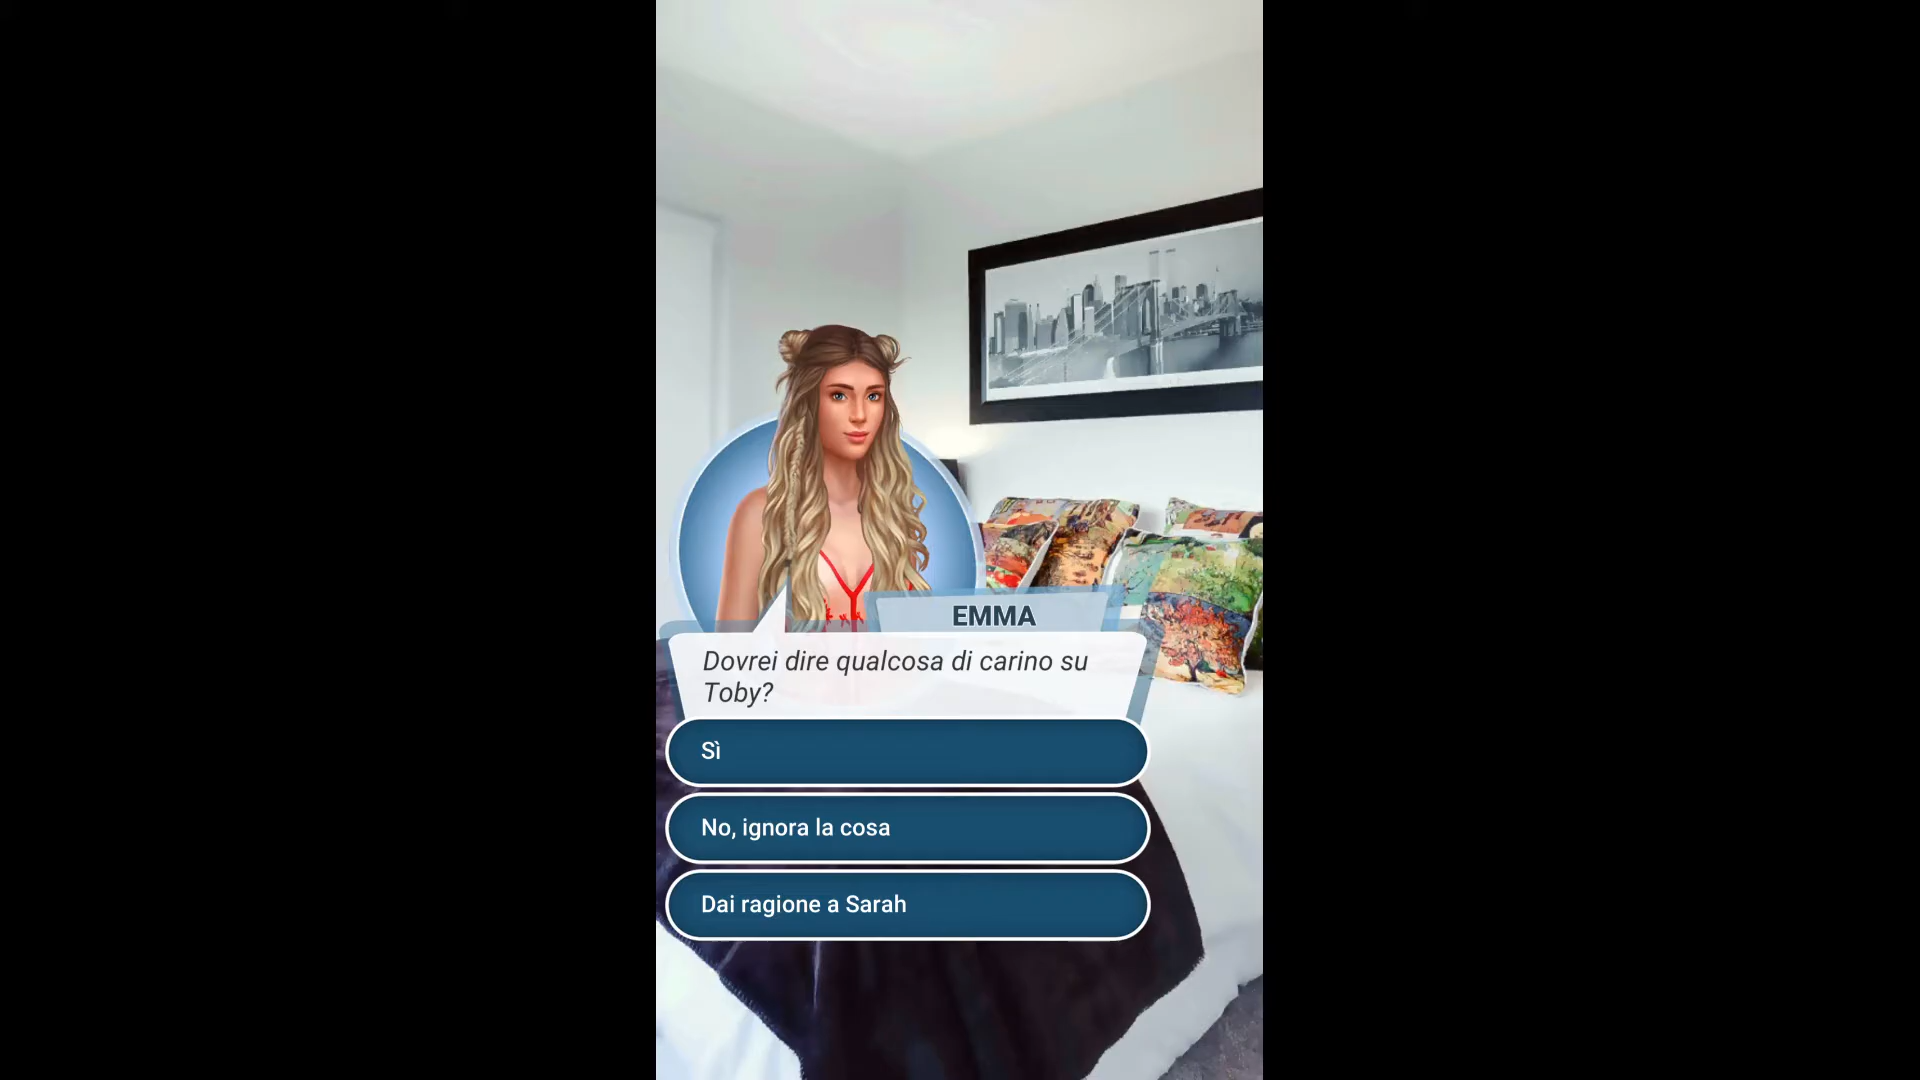 EMMA
Dovrei dire qualcosa di carino su
Toby?
Sì
No, ignora la cosa
Dai ragione a Sarah